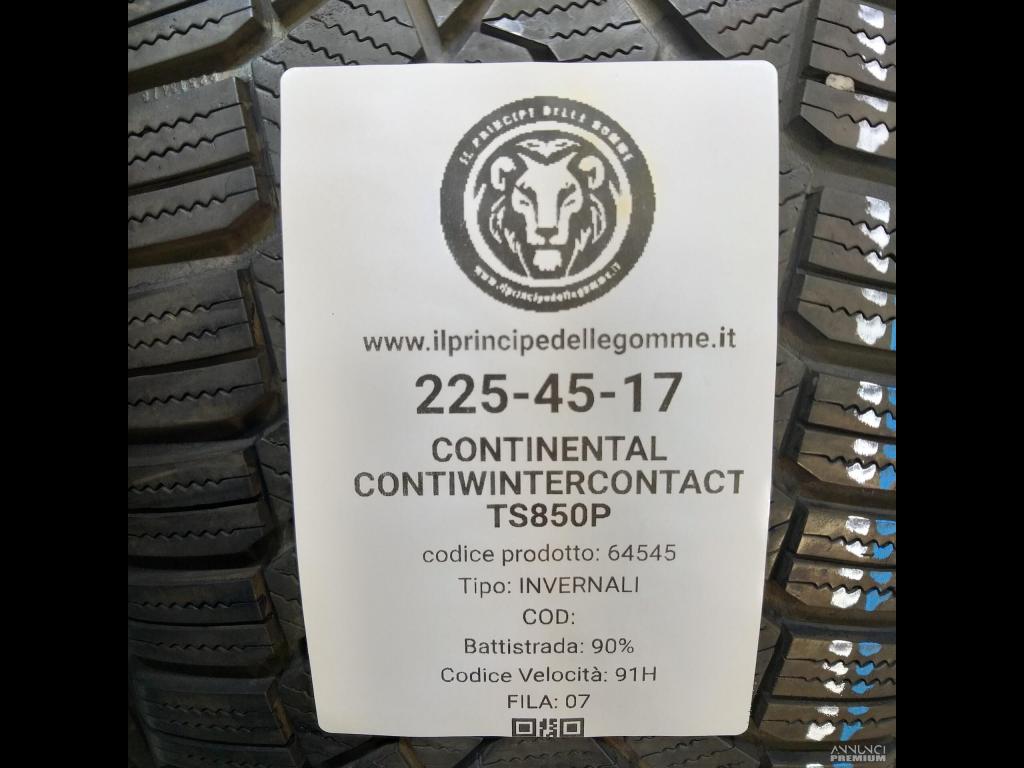 IL PRINCIPE DELLE GOMME
www.ilprincipedellegomme.it
www.ilprincipedellegomme.it
225-45-17
CONTINENTAL
CONTIWINTERCONTACT
TS850P
codice prodotto: 64545
Tipo: INVERNALI
COD:
Battistrada: 90%
Codice Velocità: 91H
FILA: 07
ANNUNCI
PREMIUM